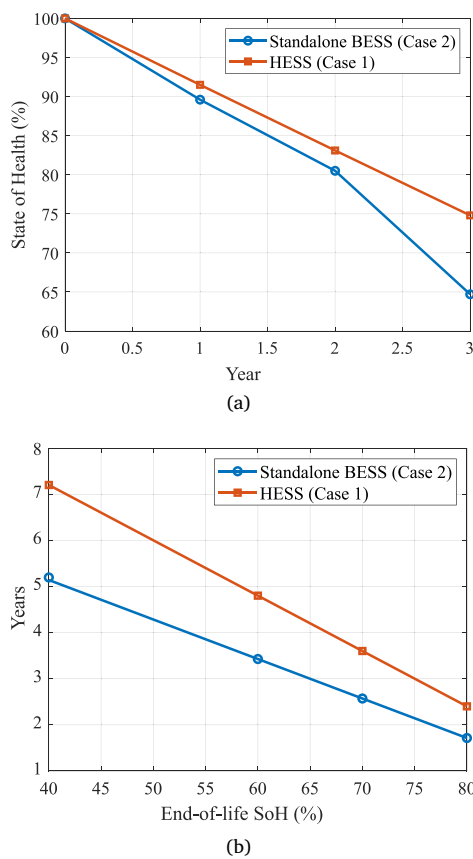 100
95
90
85
80
75
70
65
60
State of Health (%)
Standalone BESS (Case 2)
HESS (Case 1)
0 0.5 1 1.5 2 2.5 3
Year
(a)
8
7
6
5
4
3
2
1
Years
Standalone BESS (Case 2)
HESS (Case 1)
40 45 50 55 60 65 70 75 80
End-of-life SoH (%)
(b)